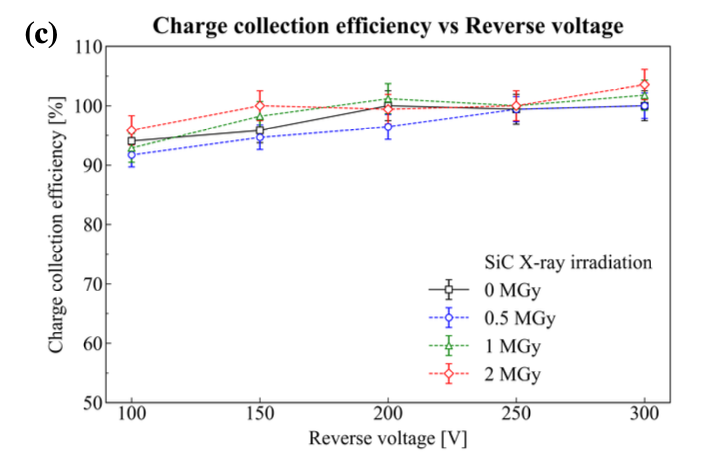 (c)
Charge collection efficiency vs Reverse voltage
Charge collection efficiency [%]
110
100
90
80
70
60
50
SiC X-ray irradiation
0 MGy
0.5 MGy
1 MGy
2 MGy
100 150 200 250 300
Reverse voltage [V]